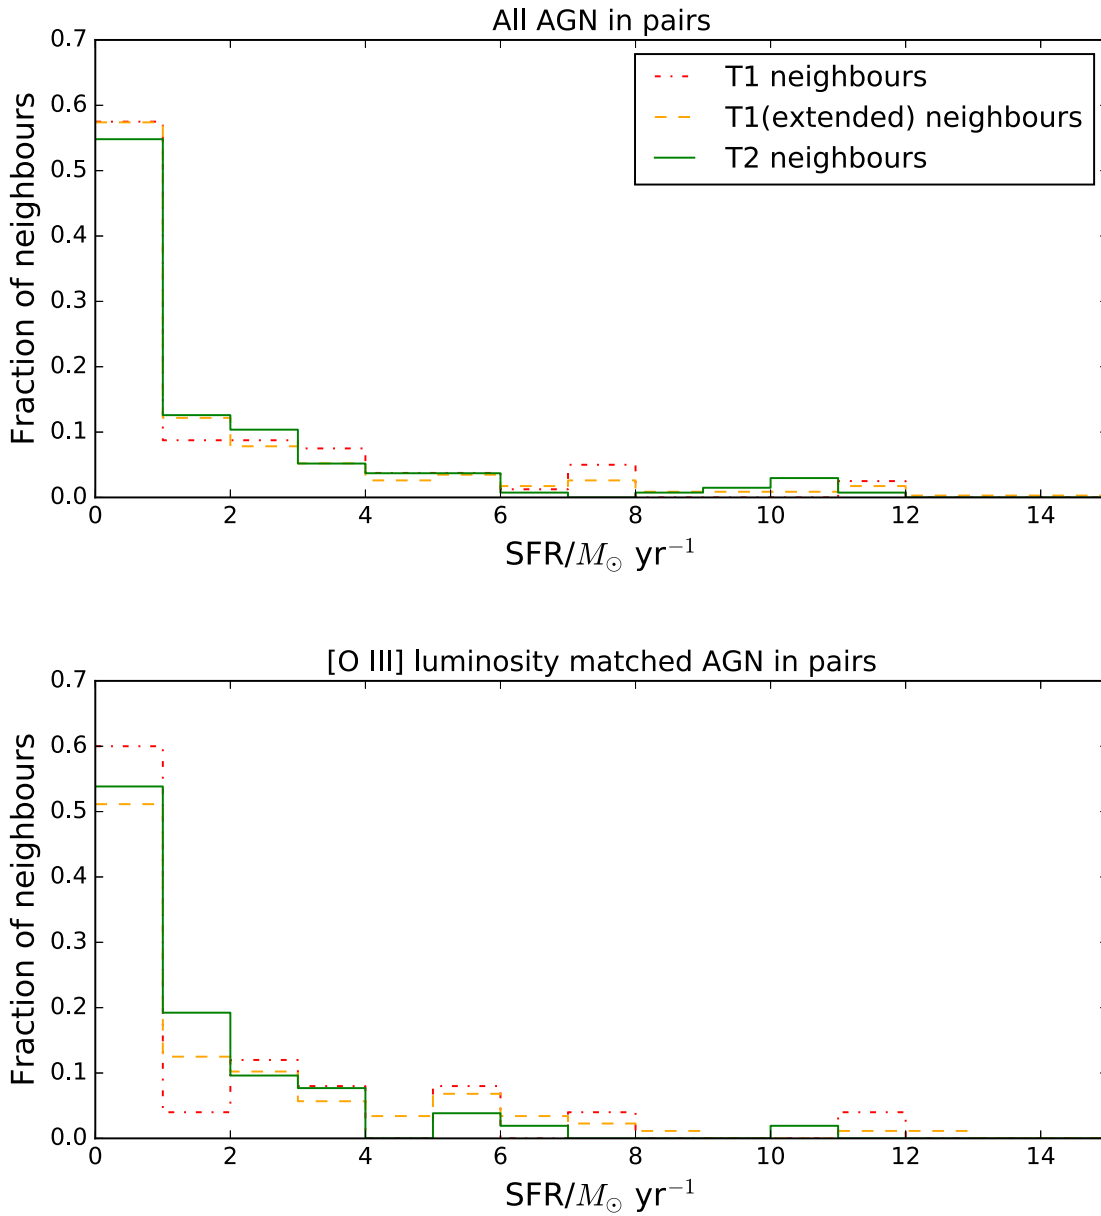 All AGN in pairs
0.7
0.6
0.5
0.4
0.3
0.2
0.1
0.0
Fraction of neighbours
T1 neighbours
T1(extended) neighbours
T2 neighbours
0 2 4 6 8 10 12 14
SFR/M☉ yr⁻¹
[O III] luminosity matched AGN in pairs
0.7
0.6
0.5
0.4
0.3
0.2
0.1
0.0
Fraction of neighbours
0 2 4 6 8 10 12 14
SFR/M☉ yr⁻¹